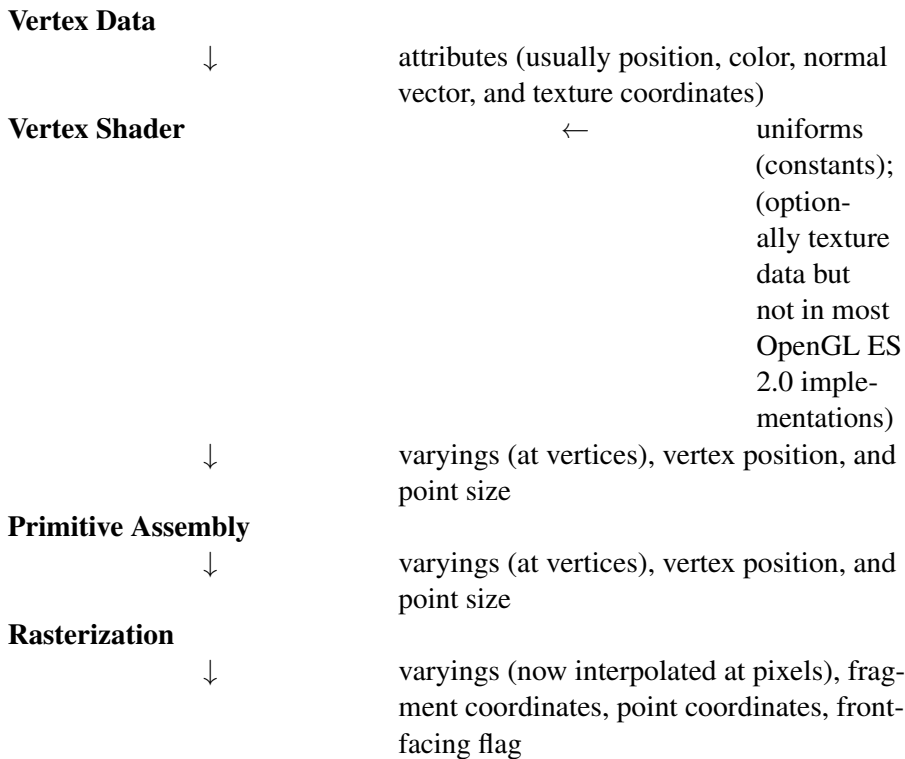 Vertex Data
↓ attributes (usually position, color, normal
vector, and texture coordinates)
Vertex Shader ← uniforms
(constants);
(option-
ally texture
data but
not in most
OpenGL ES
2.0 imple-
mentations)
↓ varyings (at vertices), vertex position, and
point size
Primitive Assembly
↓ varyings (at vertices), vertex position, and
point size
Rasterization
↓ varyings (now interpolated at pixels), frag-
ment coordinates, point coordinates, front-
facing flag